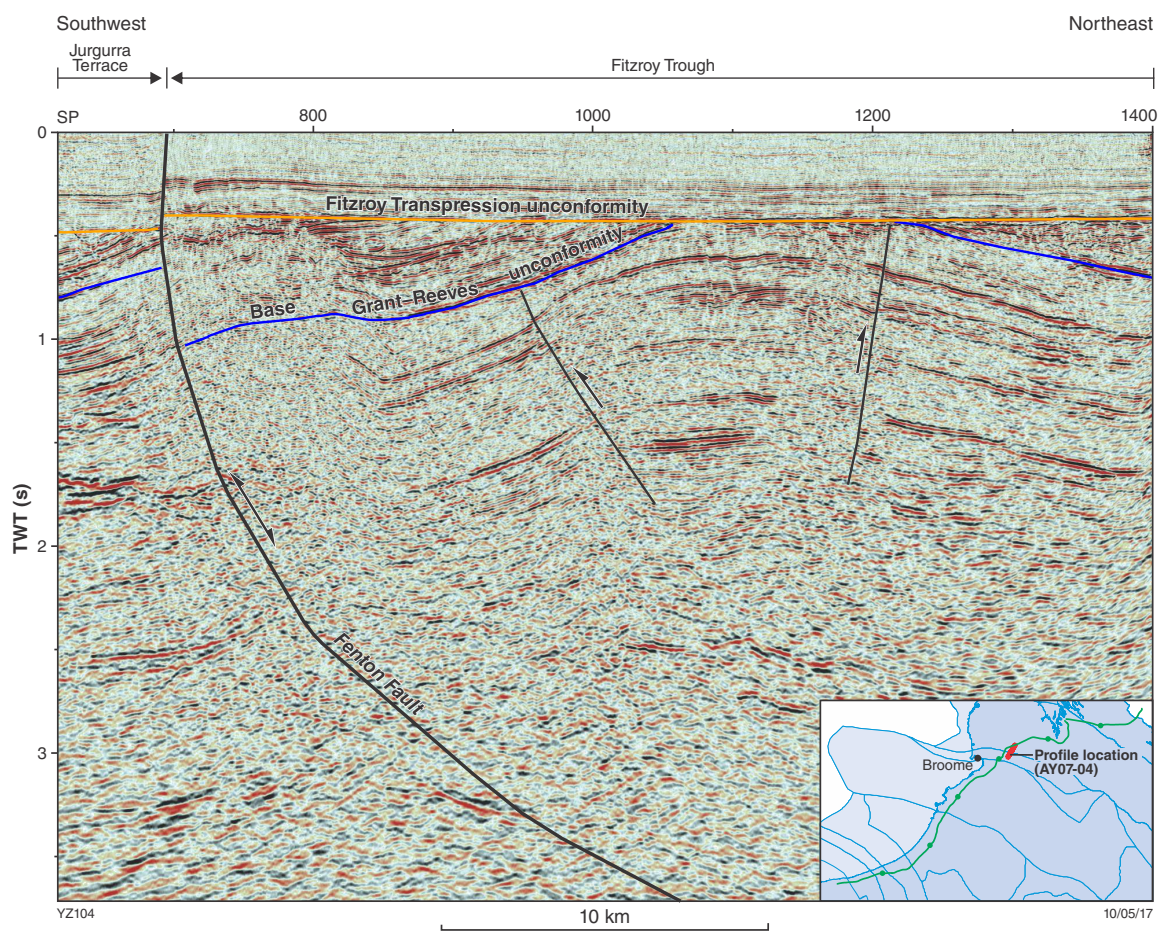 Southwest
Northeast
Jurgurra
Terrace
Fitzroy Trough
SP
800
1000
1200
1400
0
Fitzroy Transpression unconformity
Base Grant–Reeves unconformity
1
TWT (s)
2
Fenton Fault
3
Broome
Profile location
(AY07-04)
YZ104
10 km
10/05/17